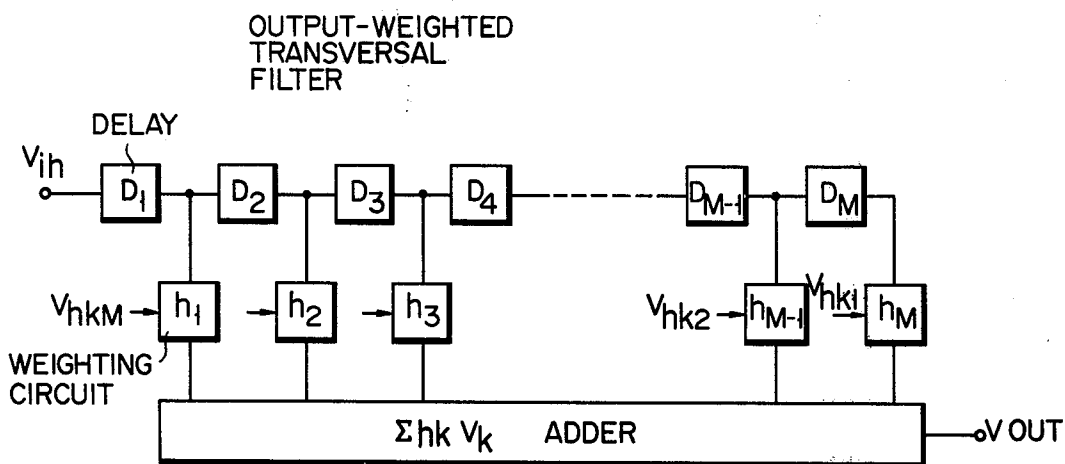 OUTPUT-WEIGHTED
TRANSVERSAL
FILTER
DELAY
Vih
D1 D2 D3 D4 DM-1 DM
VhkM h1 h2 h3 Vhk2 hM-1 Vhk1 hM
WEIGHTING
CIRCUIT
Σhk Vk ADDER
V OUT